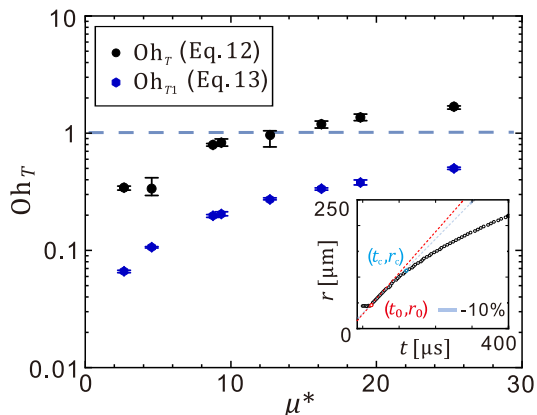 10
Oh_T (Eq.12)
Oh_T1 (Eq.13)
1
Oh_T
0.1
0.01
0
10
20
30
μ*
250
r [μm]
0
(t_c,r_c)
(t_0,r_0)
-10%
t [μs]
400